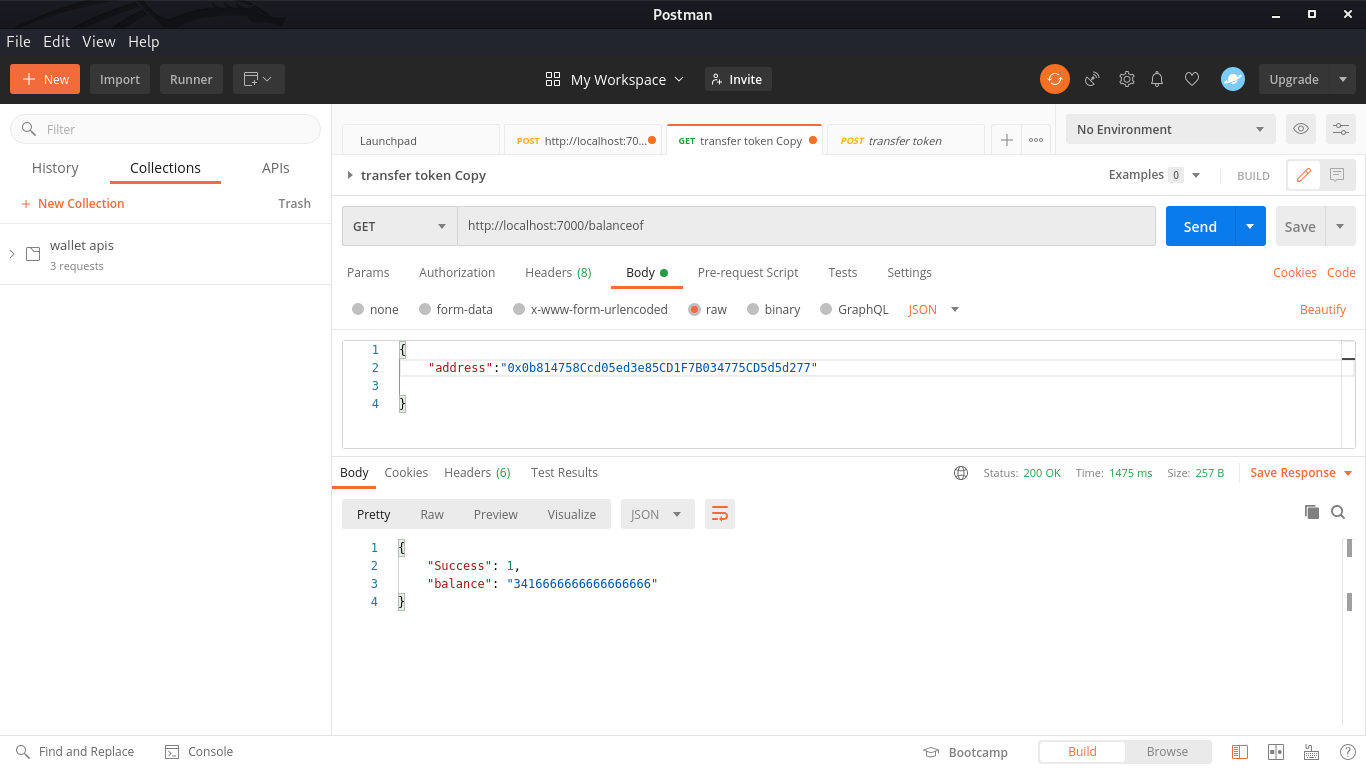 Postman
File Edit View Help
New Import Runner My Workspace Invite Upgrade
Filter
History Collections APIs
New Collection Trash
wallet apis
3 requests
Launchpad POST http://localhost:70... GET transfer token Copy POST transfer token No Environment
transfer token Copy Examples 0 BUILD
GET http://localhost:7000/balanceof Send Save
Params Authorization Headers (8) Body Pre-request Script Tests Settings Cookies Code
none form-data x-www-form-urlencoded raw binary GraphQL JSON Beautify
1 {
2 "address":"0x0b814758Ccd05ed3e85CD1F7B034775CD5d5d277"
3
4 }
Body Cookies Headers (6) Test Results Status: 200 OK Time: 1475 ms Size: 257 B Save Response
Pretty Raw Preview Visualize JSON
1 {
2 "Success": 1,
3 "balance": "3416666666666666666"
4 }
Find and Replace Console Bootcamp Build Browse